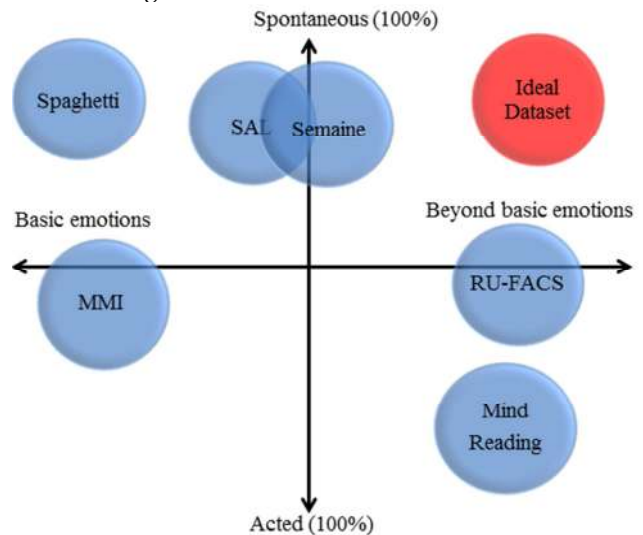 Spontaneous (100%)
Spaghetti
SAL
Semaine
Ideal
Dataset
Basic emotions
Beyond basic emotions
MMI
RU-FACS
Mind
Reading
Acted (100%)